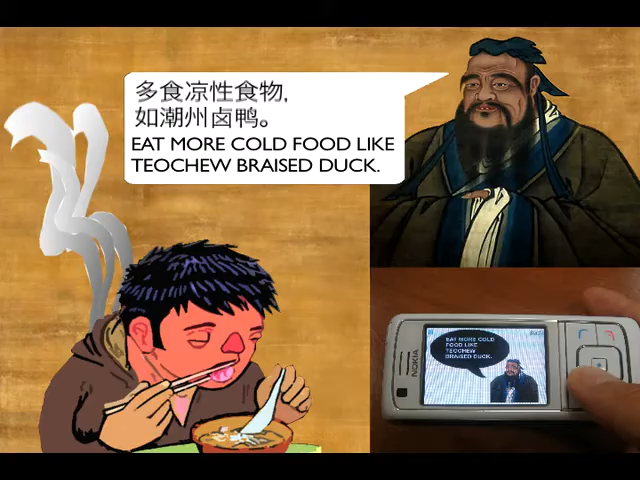 多食凉性食物,
如潮州卤鸭。
EAT MORE COLD FOOD LIKE
TEOCHEW BRAISED DUCK.
EAT MORE COLD
FOOD LIKE
TEOCHEW
BRAISED DUCK.
NOKIA